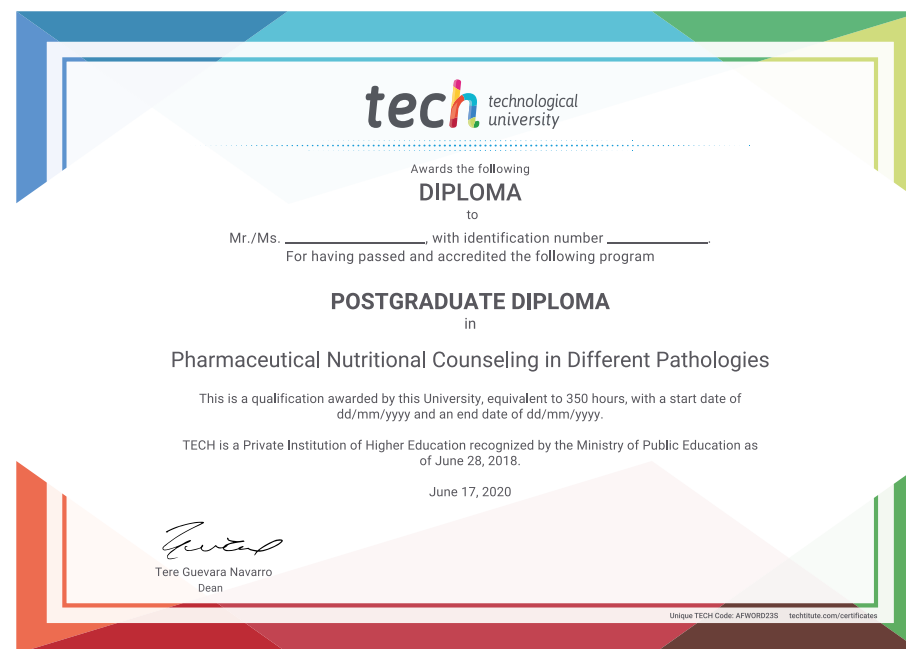 tech technological
university
Awards the following
DIPLOMA
to
Mr./Ms. ____________________, with identification number ______________.
For having passed and accredited the following program
POSTGRADUATE DIPLOMA
in
Pharmaceutical Nutritional Counseling in Different Pathologies
This is a qualification awarded by this University, equivalent to 350 hours, with a start date of
dd/mm/yyyy and an end date of dd/mm/yyyy.
TECH is a Private Institution of Higher Education recognized by the Ministry of Public Education as
of June 28, 2018.
June 17, 2020
Tere Guevara Navarro
Dean
Unique TECH Code: AFWORD23S techtitute.com/certificates